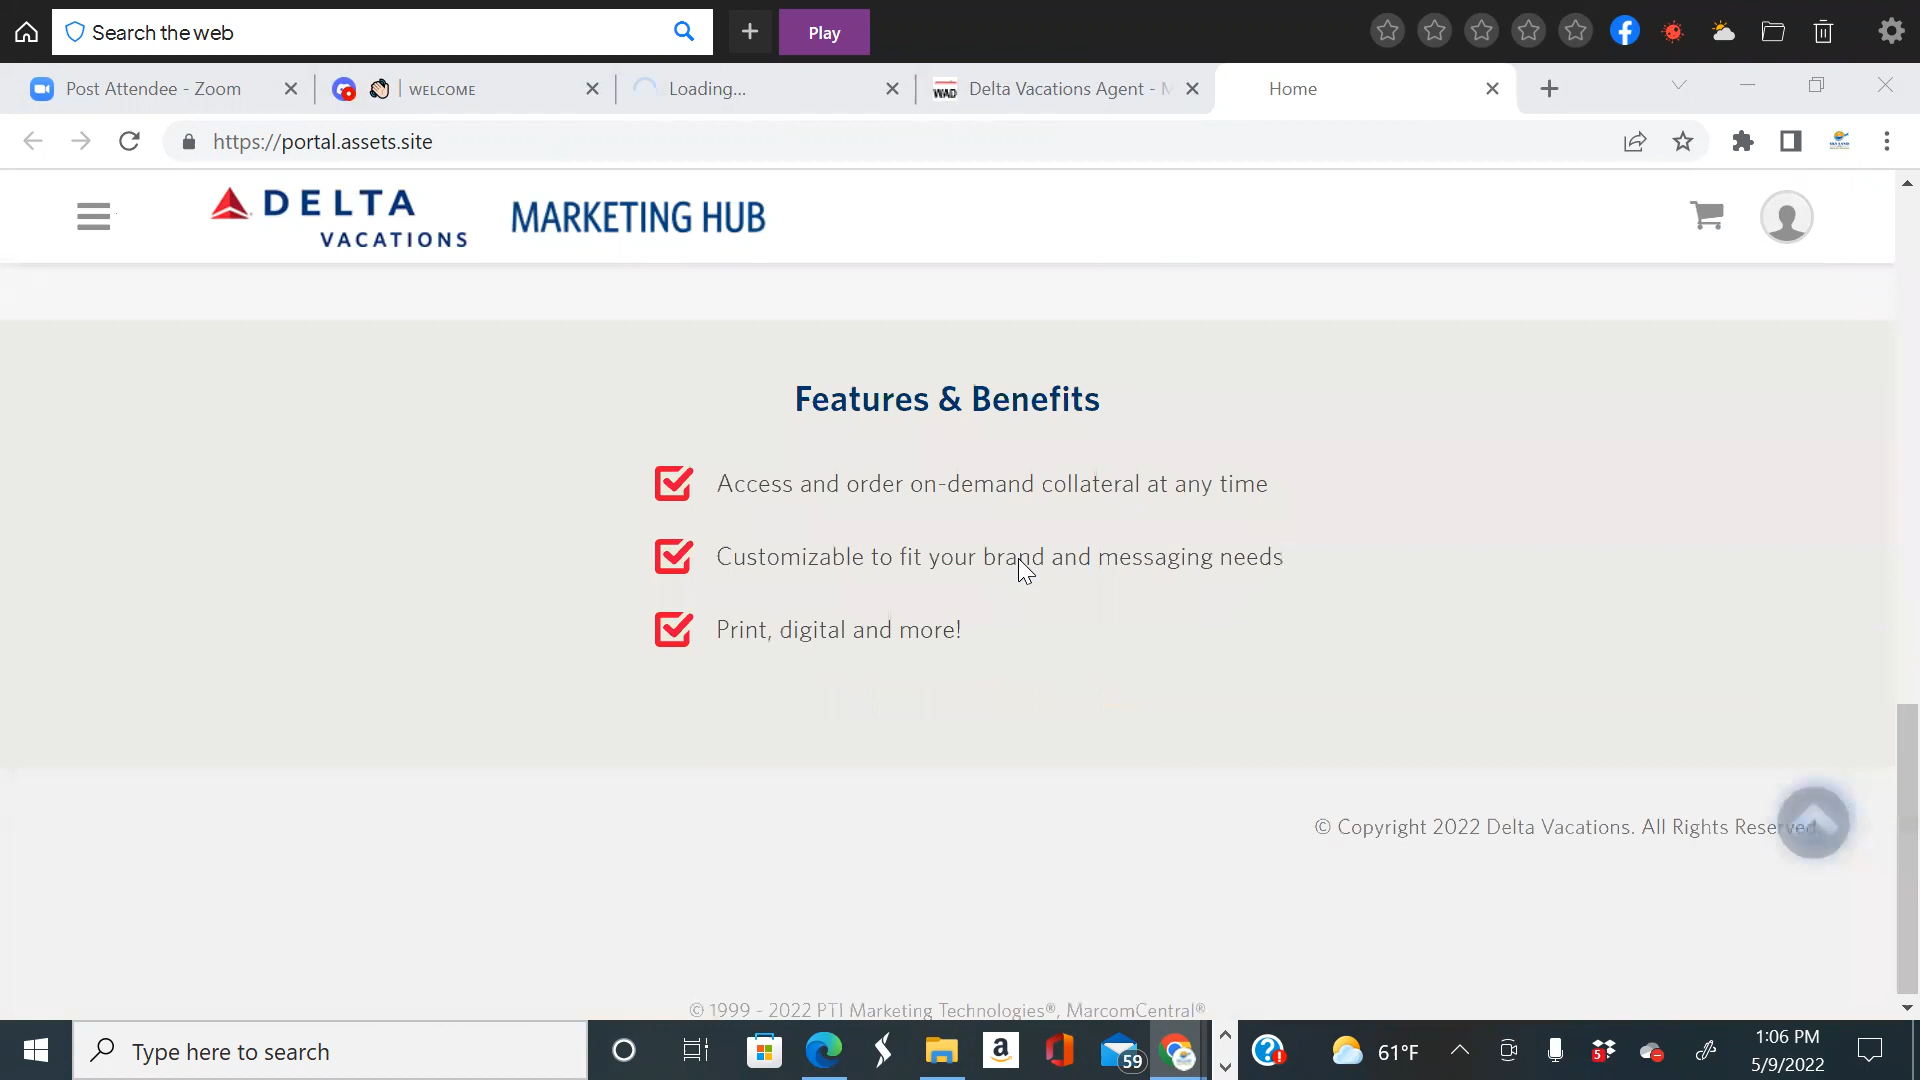 Search the web
+
Play
Post Attendee - Zoom
WELCOME
Loading...
WAD
Delta Vacations Agent - M
Home
https://portal.assets.site
DELTA
VACATIONS
MARKETING HUB
Features & Benefits
Access and order on-demand collateral at any time
Customizable to fit your brand and messaging needs
Print, digital and more!
© Copyright 2022 Delta Vacations. All Rights Reserved.
© 1999 - 2022 PTI Marketing Technologies®, MarcomCentral®
Type here to search
a
59
61°F
5
1:06 PM
5/9/2022